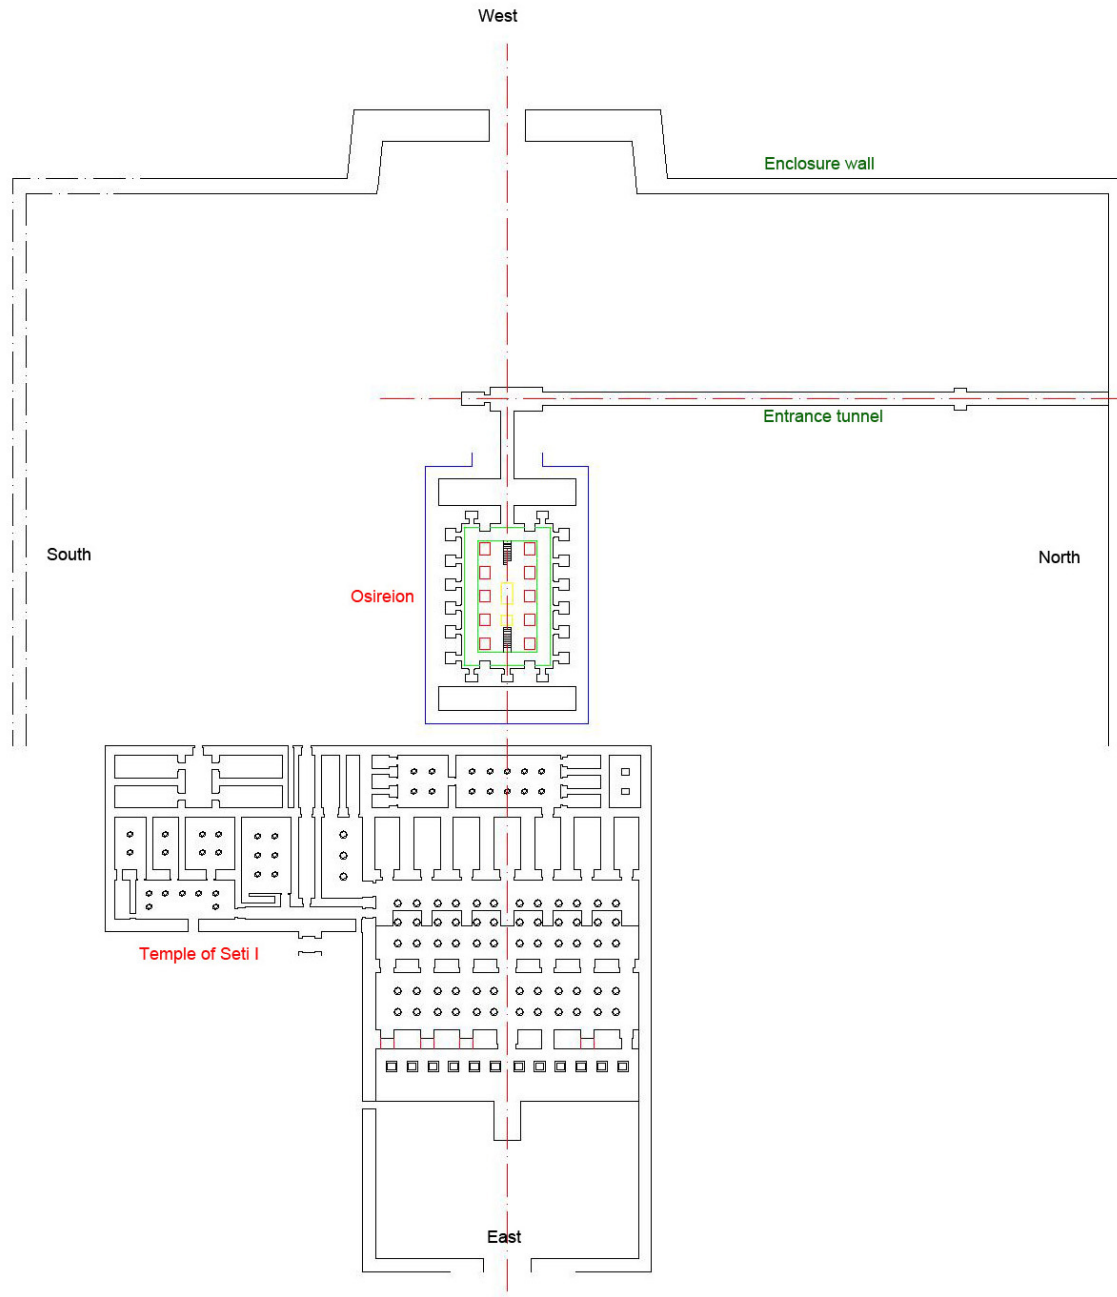 West
Enclosure wall
Entrance tunnel
South
North
Osireion
Temple of Seti I
East